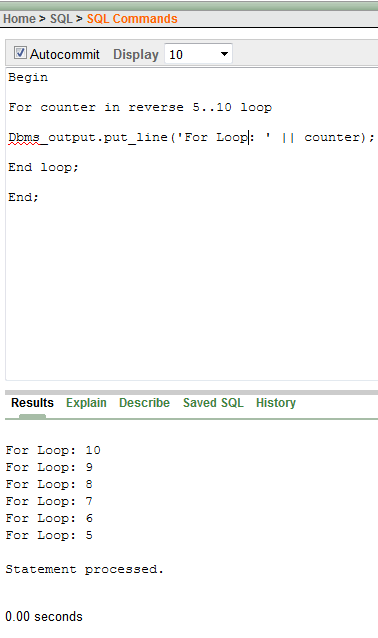 Home > SQL > SQL Commands
Autocommit Display 10
Begin
For counter in reverse 5..10 loop
Dbms_output.put_line('For Loop: ' || counter);
End loop;
End;
Results Explain Describe Saved SQL History
For Loop: 10
For Loop: 9
For Loop: 8
For Loop: 7
For Loop: 6
For Loop: 5
Statement processed.
0.00 seconds